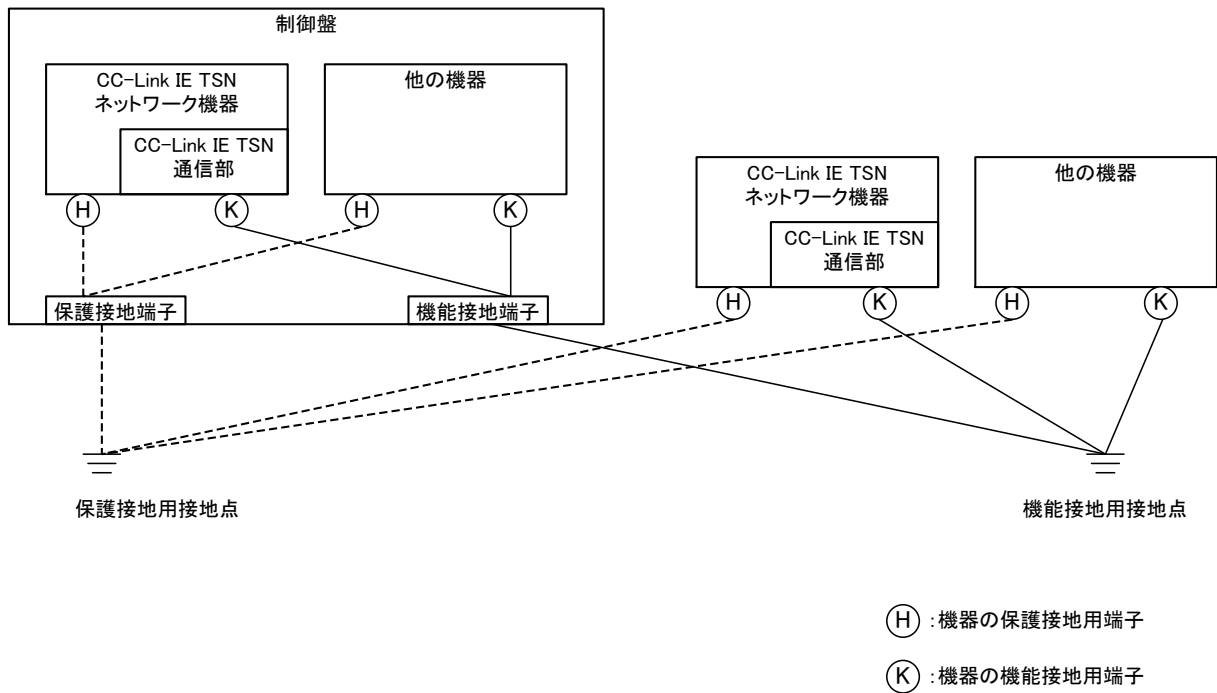 制御盤
CC-Link IE TSN
ネットワーク機器
CC-Link IE TSN
通信部
H
K
他の機器
H
K
保護接地端子
機能接地端子
CC-Link IE TSN
ネットワーク機器
CC-Link IE TSN
通信部
H
K
他の機器
H
K
保護接地用接地点
機能接地用接地点
H :機器の保護接地用端子
K :機器の機能接地用端子